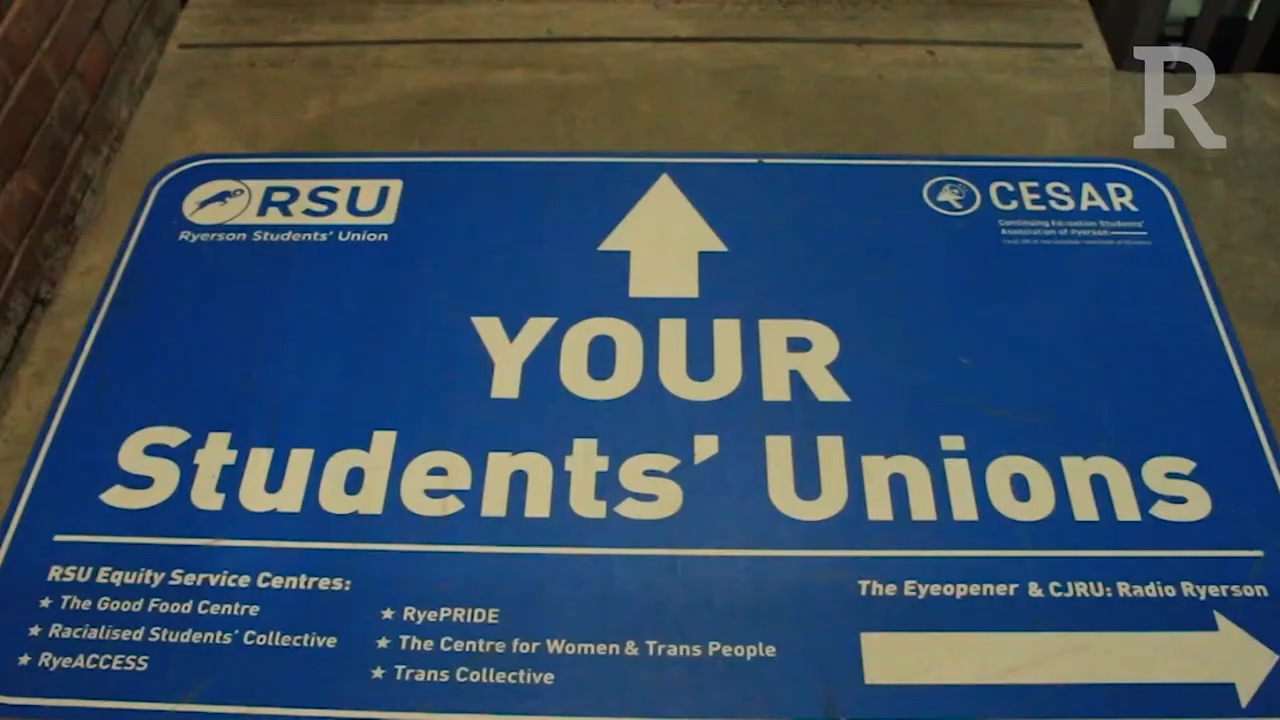 R
RSU
Ryerson Students' Union
CESAR
Continuing Education Students'
Association of Ryerson
YOUR
Students' Unions
RSU Equity Service Centres:
★ The Good Food Centre
★ Racialised Students' Collective
★ RyeACCESS
★ RyePRIDE
★ The Centre for Women & Trans People
★ Trans Collective
The Eyeopener & CJRU: Radio Ryerson